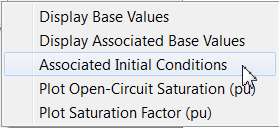 Display Base Values
Display Associated Base Values
Associated Initial Conditions
Plot Open-Circuit Saturation (pu)
Plot Saturation Factor (pu)